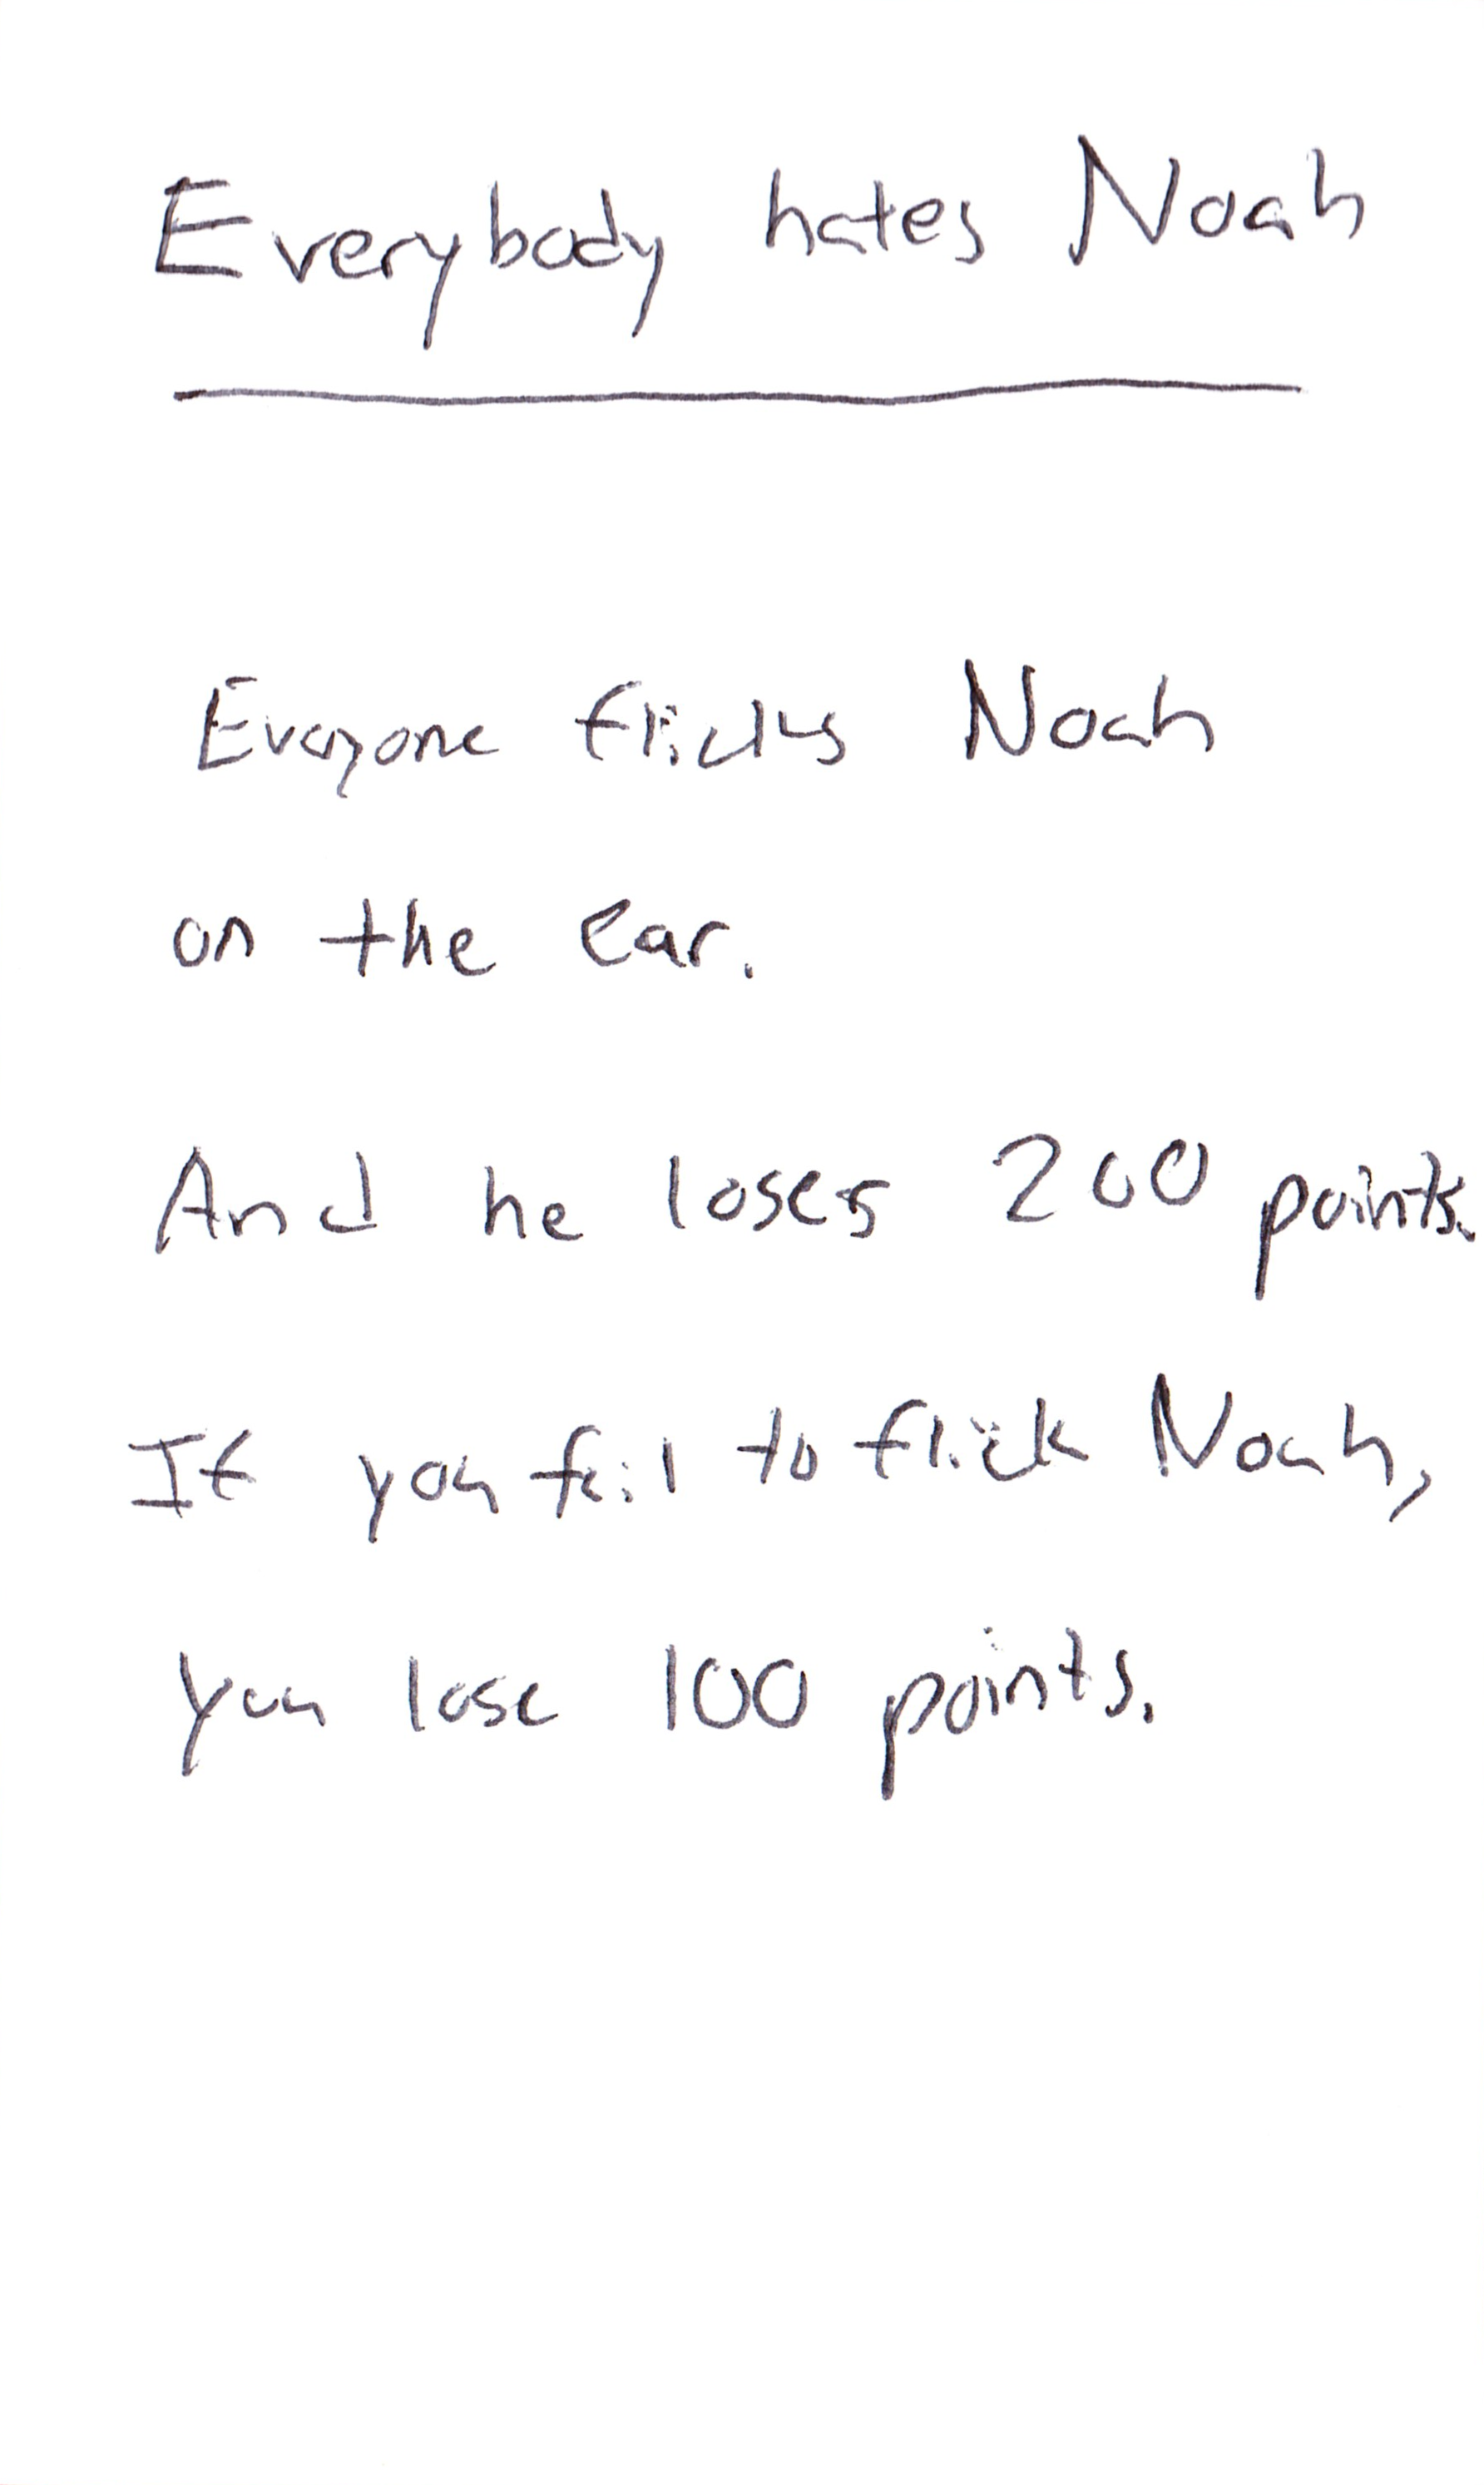 Everybody hates Noah
Everyone flicks Noah
on the ear.
And he loses 200 points.
If you fail to flick Noah,
you lose 100 points.